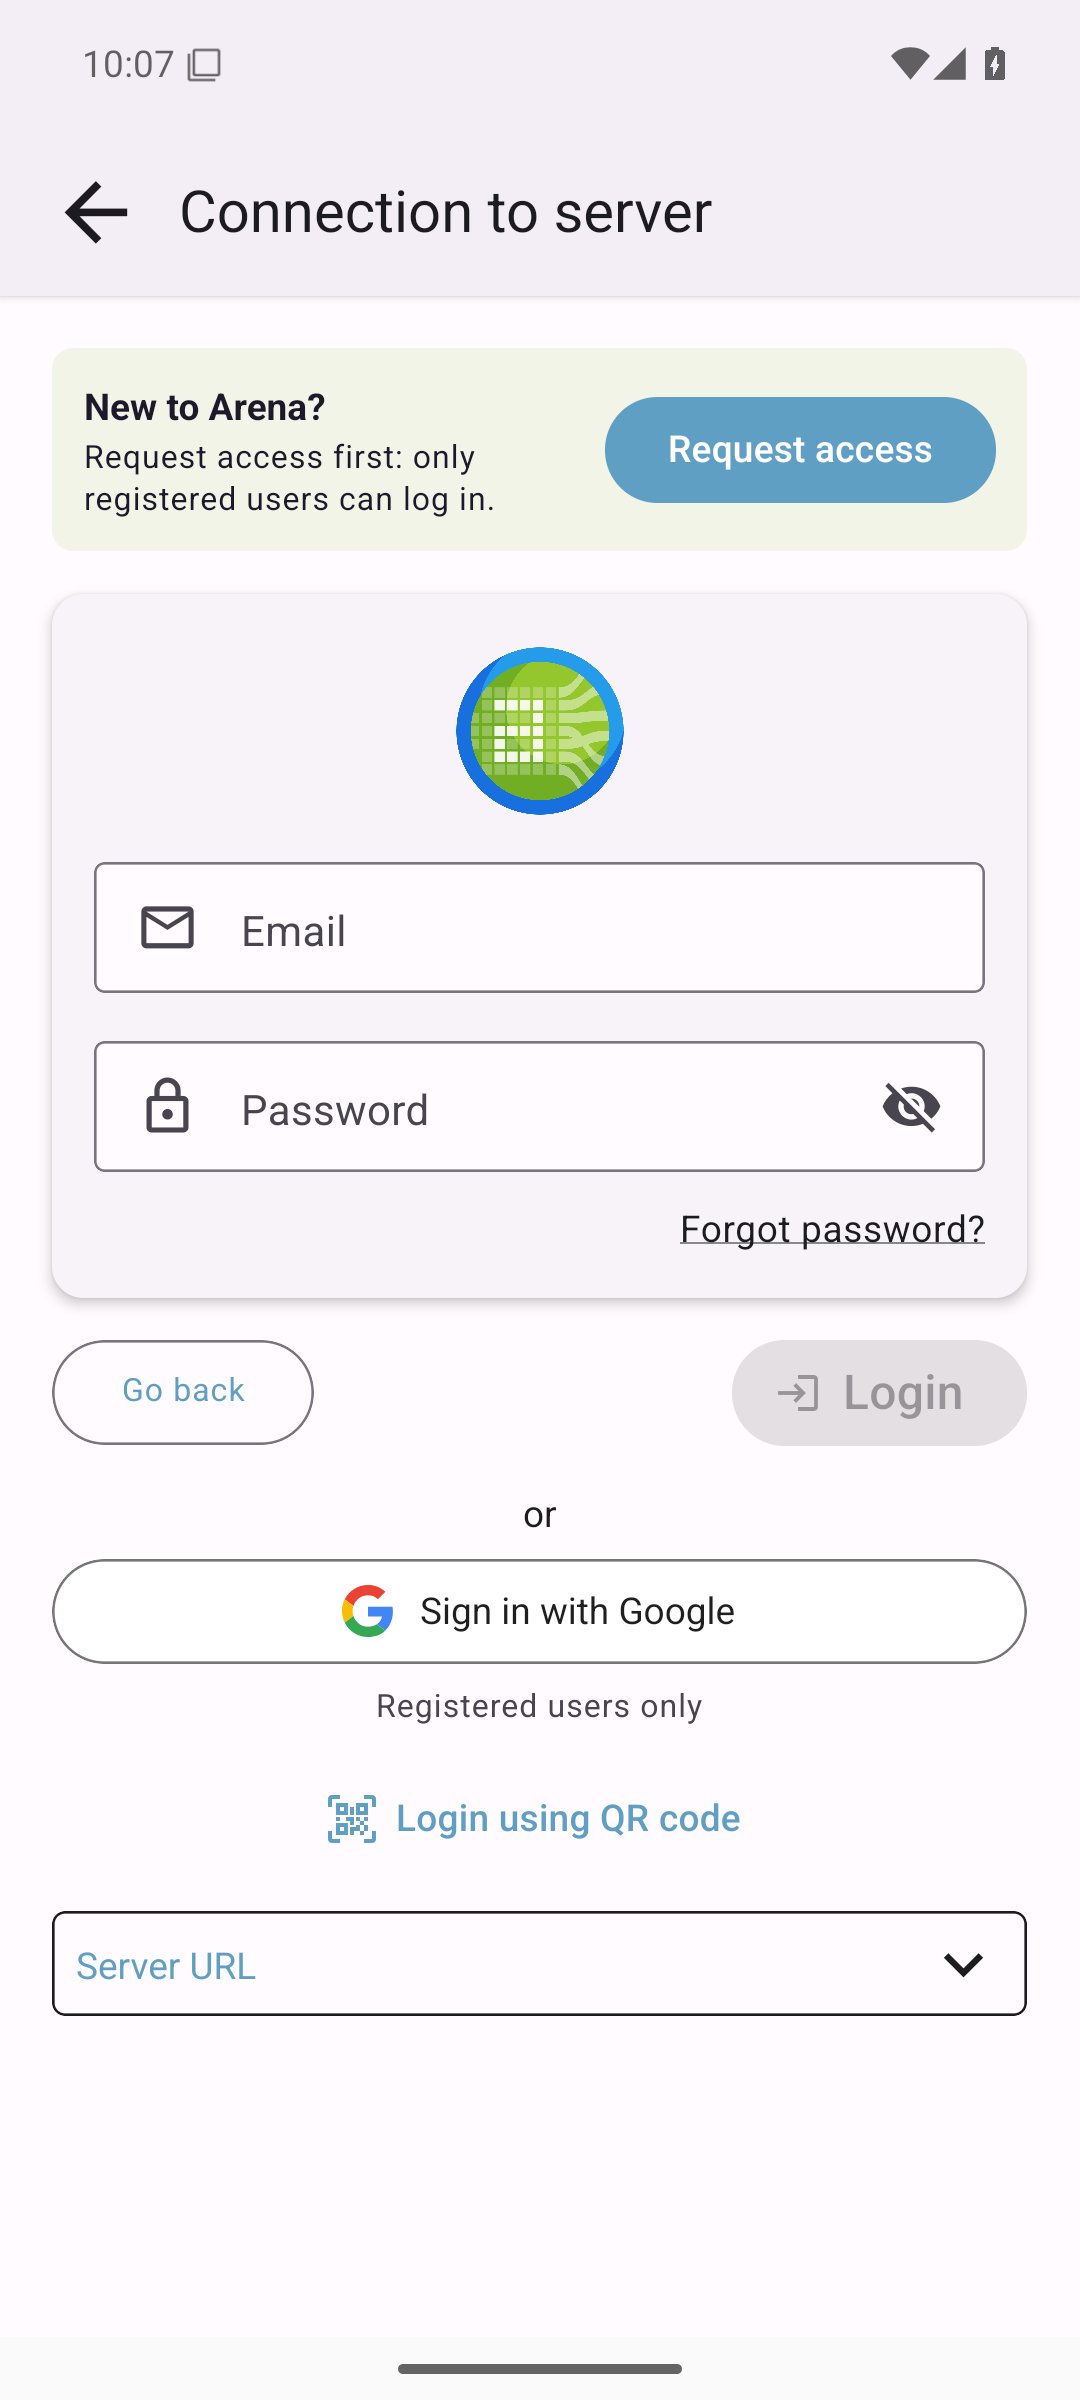 10:07
Connection to server
New to Arena?
Request access first: only
registered users can log in.
Request access
Email
Password
Forgot password?
Go back
Login
or
Sign in with Google
Registered users only
Login using QR code
Server URL